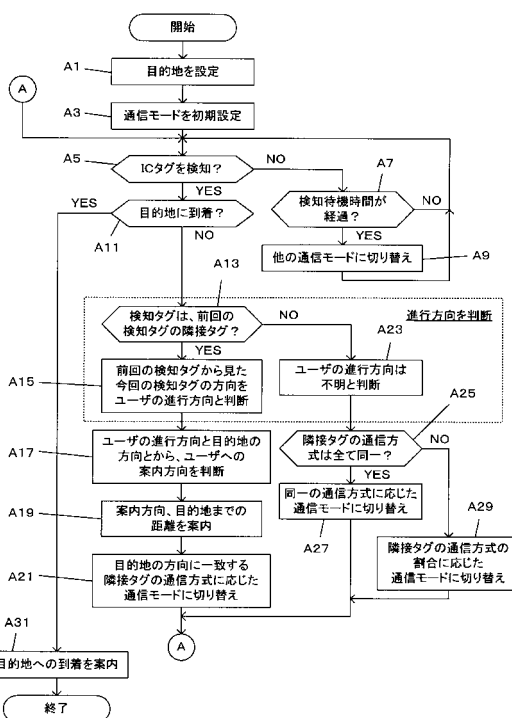 開始
A1
目的地を設定
A
A3
通信モードを初期設定
A5
ICタグを検知?
NO
A7
YES
検知待機時間が
経過?
NO
YES
目的地に到着?
A11
NO
YES
他の通信モードに切り替え
A9
A13
検知タグは、前回の
検知タグの隣接タグ?
NO
進行方向を判断
A23
YES
A15
前回の検知タグから見た
今回の検知タグの方向を
ユーザの進行方向と判断
ユーザの進行方向は
不明と判断
A25
A17
ユーザの進行方向と目的地の
方向とから、ユーザへの
案内方向を判断
隣接タグの通信方
式は全て同一?
NO
YES
A19
案内方向、目的地までの
距離を案内
同一の通信方式に応じた
通信モードに切り替え
A27
A29
A21
目的地の方向に一致する
隣接タグの通信方式に応じた
通信モードに切り替え
隣接タグの通信方式の
割合に応じた
通信モードに切り替え
A
A31
目的地への到着を案内
終了